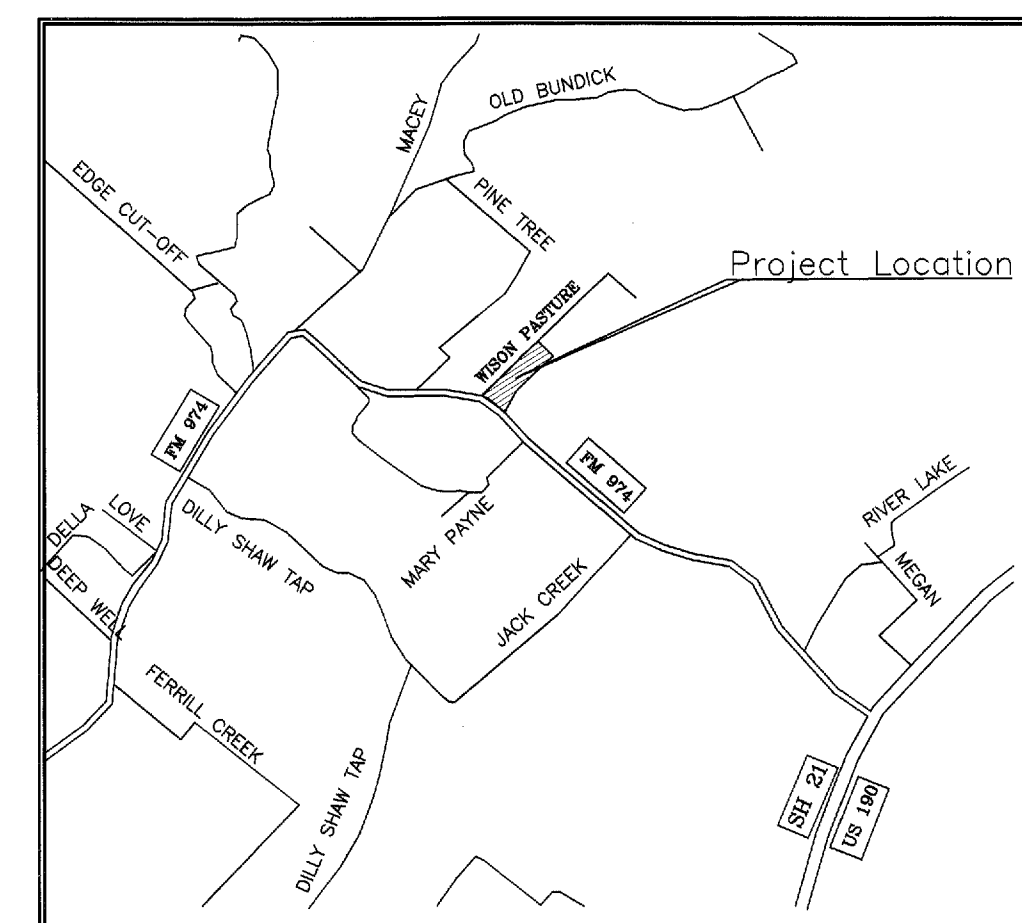 OLD BUNDICK
MACEY
EDGE CUT-OFF
PINE TREE
Project Location
WISON PASTURE
FM 974
FM 974
RIVER LAKE
LOVE
DELLA
DILLY SHAW TAP
MARY PAYNE
MEGAN
DEEP WELL
JACK CREEK
FERRILL CREEK
DILLY SHAW TAP
SH 21
US 190